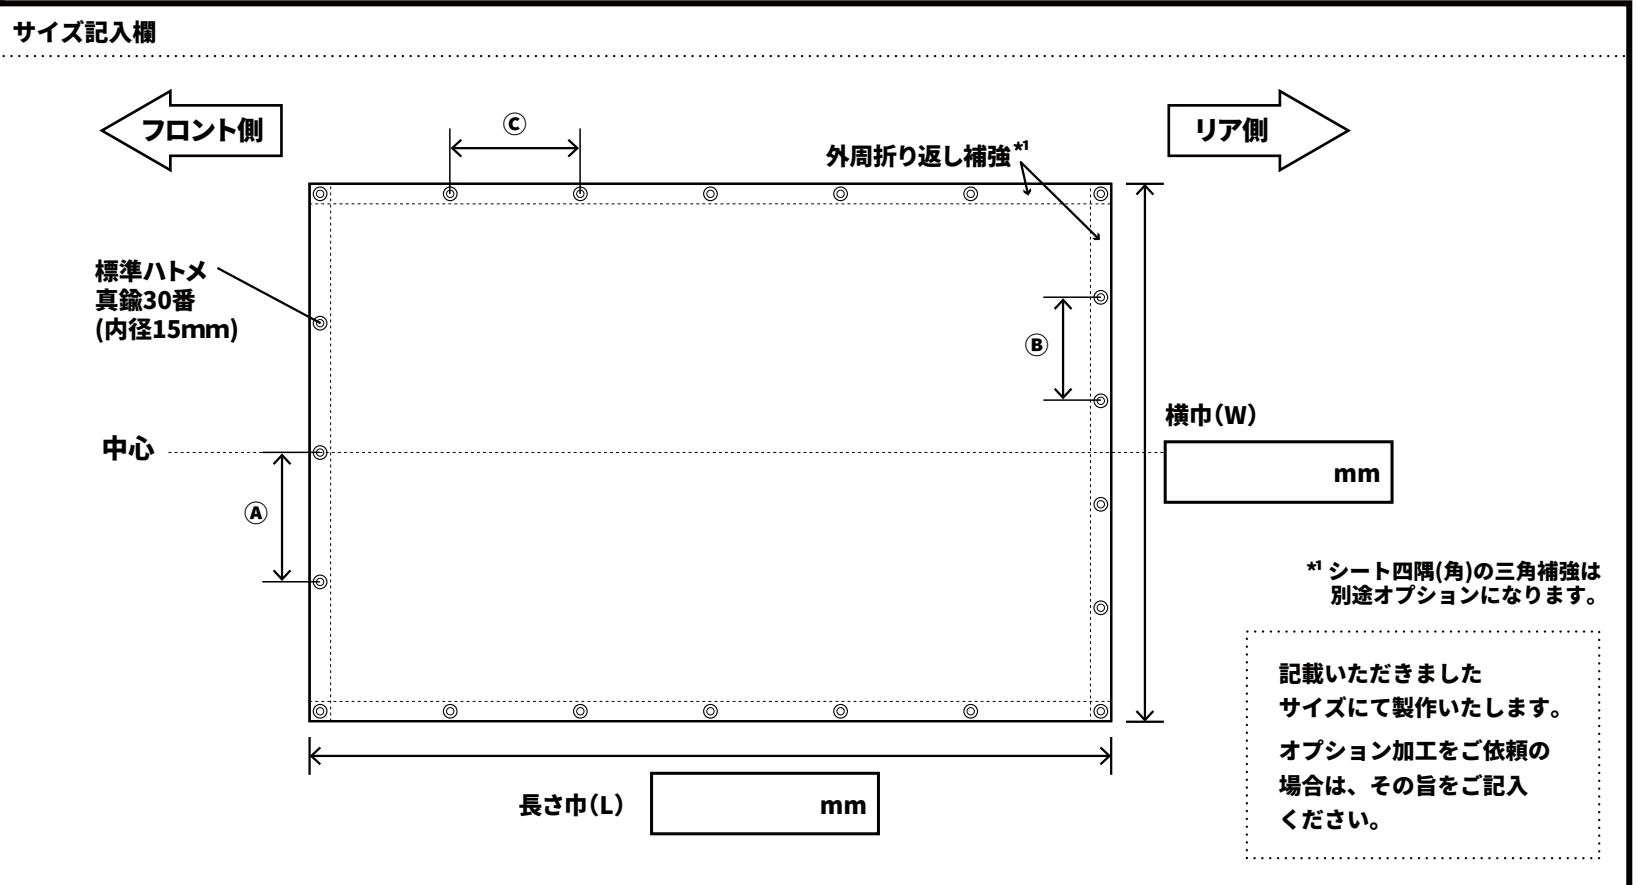 サイズ記入欄
フロント側
Ⓒ
リア側
外周折り返し補強*1
標準ハトメ
真鍮30番
(内径15mm)
Ⓑ
横巾(W)
中心
mm
Ⓐ
*1 シート四隅(角)の三角補強は
別途オプションになります。
記載いただきました
サイズにて製作いたします。
オプション加工をご依頼の
場合は、その旨をご記入
ください。
長さ巾(L)
mm